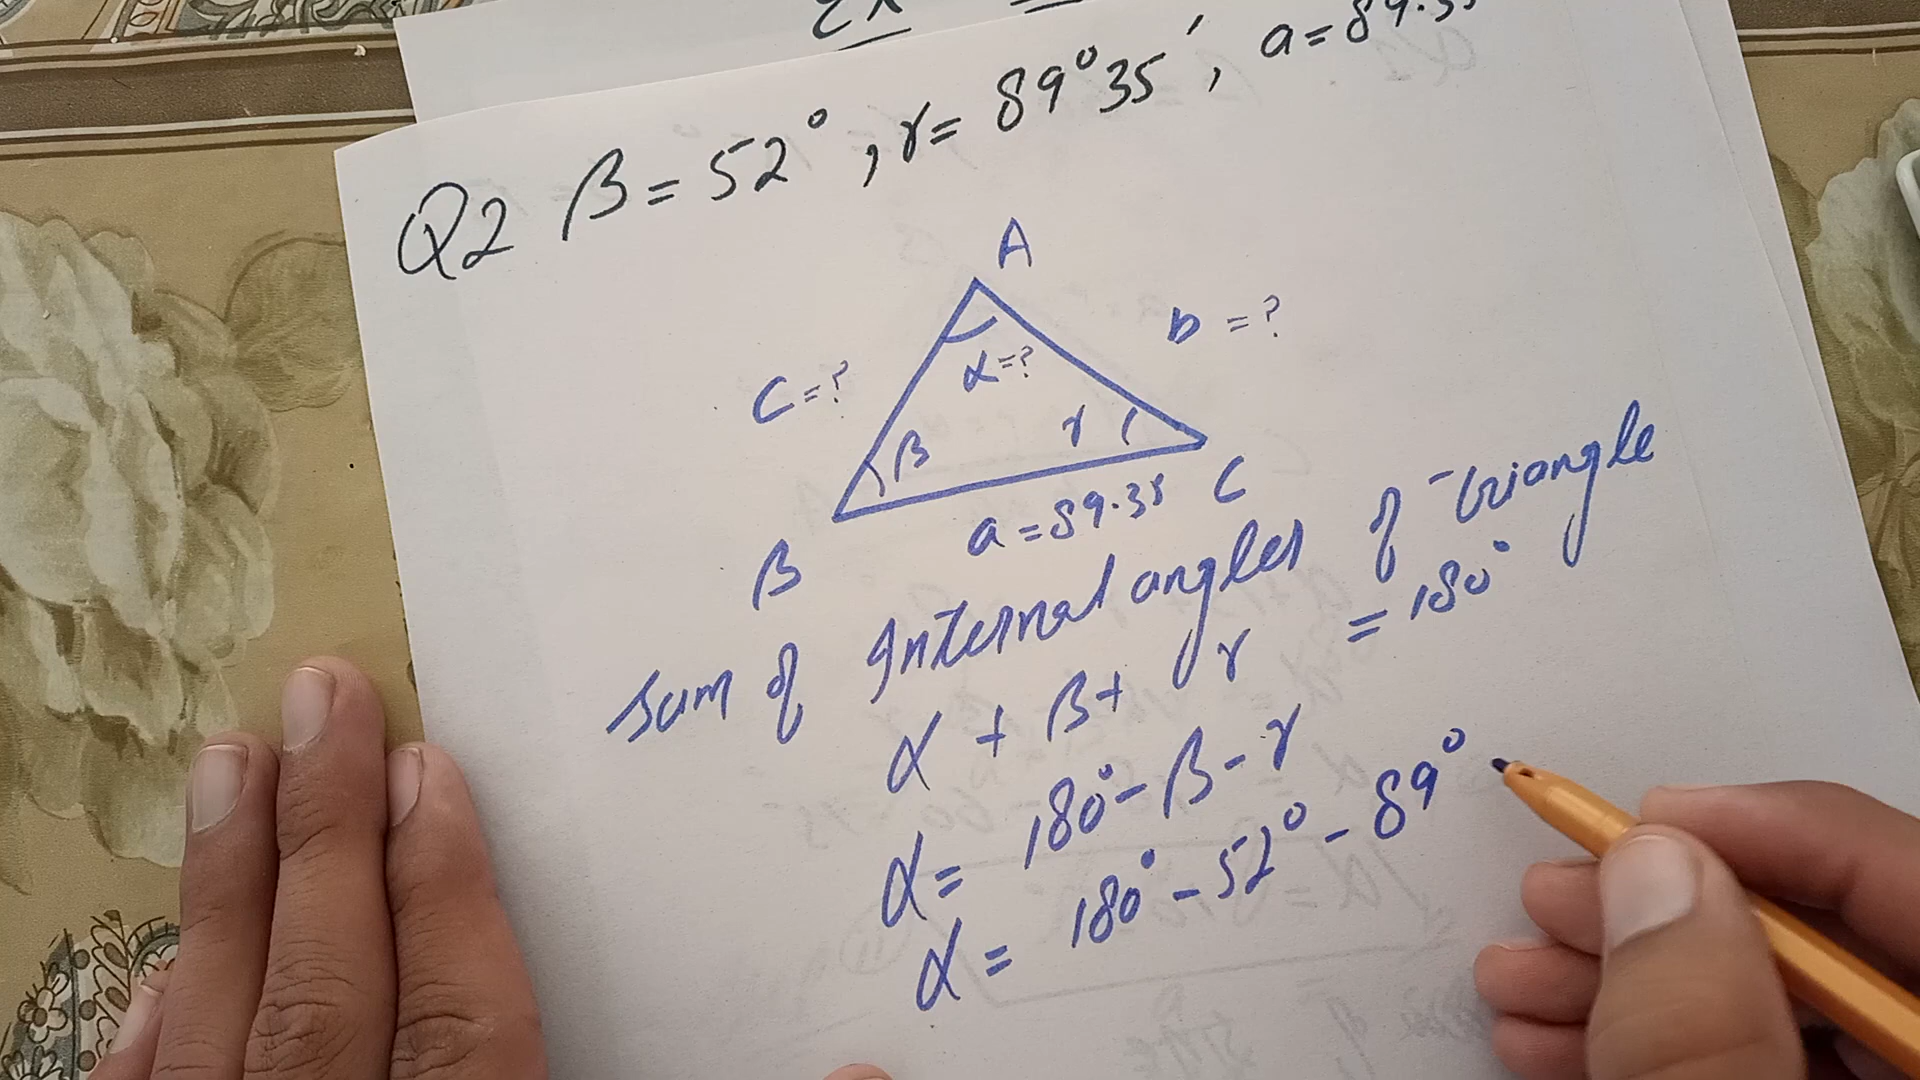 Ex
Q2 β = 52°, γ = 89°35', a = 89.35
A
b = ?
c = ?
α = ?
β
γ
a = 89.35
C
B
Sum of Internal angles of triangle
α + β + γ = 180°
α = 180° - β - γ
α = 180° - 52° - 89°